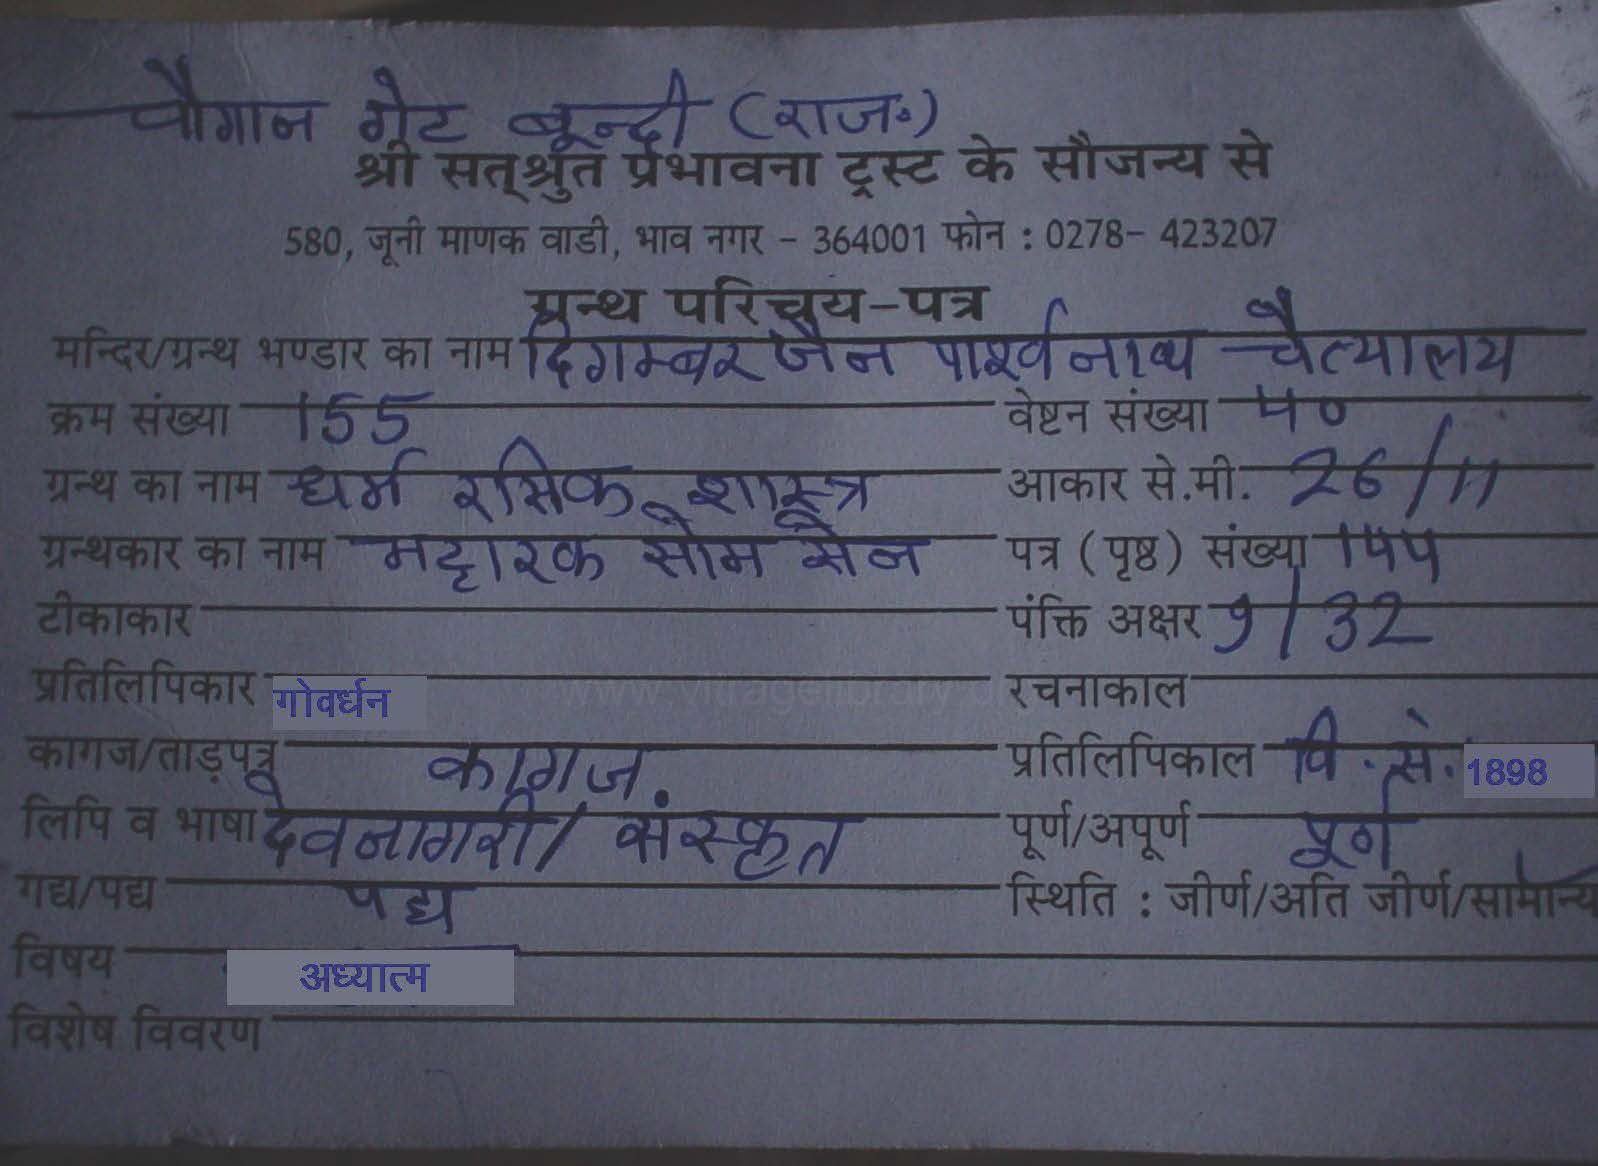 चौगान गेट बून्दी (राज॰)
श्री सत्श्रुत प्रभावना ट्रस्ट के सौजन्य से
580, जूनी माणक वाडी, भाव नगर - 364001 फोन : 0278- 423207
ग्रन्थ परिचय-पत्र
मन्दिर/ग्रन्थ भण्डार का नाम दिगम्बर जैन पार्श्वनाथ चैत्यालय
क्रम संख्या 155 वेष्टन संख्या ५०
ग्रन्थ का नाम धर्म रसिक शास्त्र आकार से.मी. 26/11
ग्रन्थकार का नाम भट्टारक सोम सेन पत्र (पृष्ठ) संख्या १५५
टीकाकार पंक्ति अक्षर 9/32
प्रतिलिपिकार गोवर्धन रचनाकाल
कागज/ताड़पत्र कागज प्रतिलिपिकाल वि.सं. 1898
लिपि व भाषा देवनागरी/संस्कृत पूर्ण/अपूर्ण पूर्ण
गद्य/पद्य पद्य स्थिति : जीर्ण/अति जीर्ण/सामान्य
विषय अध्यात्म
विशेष विवरण